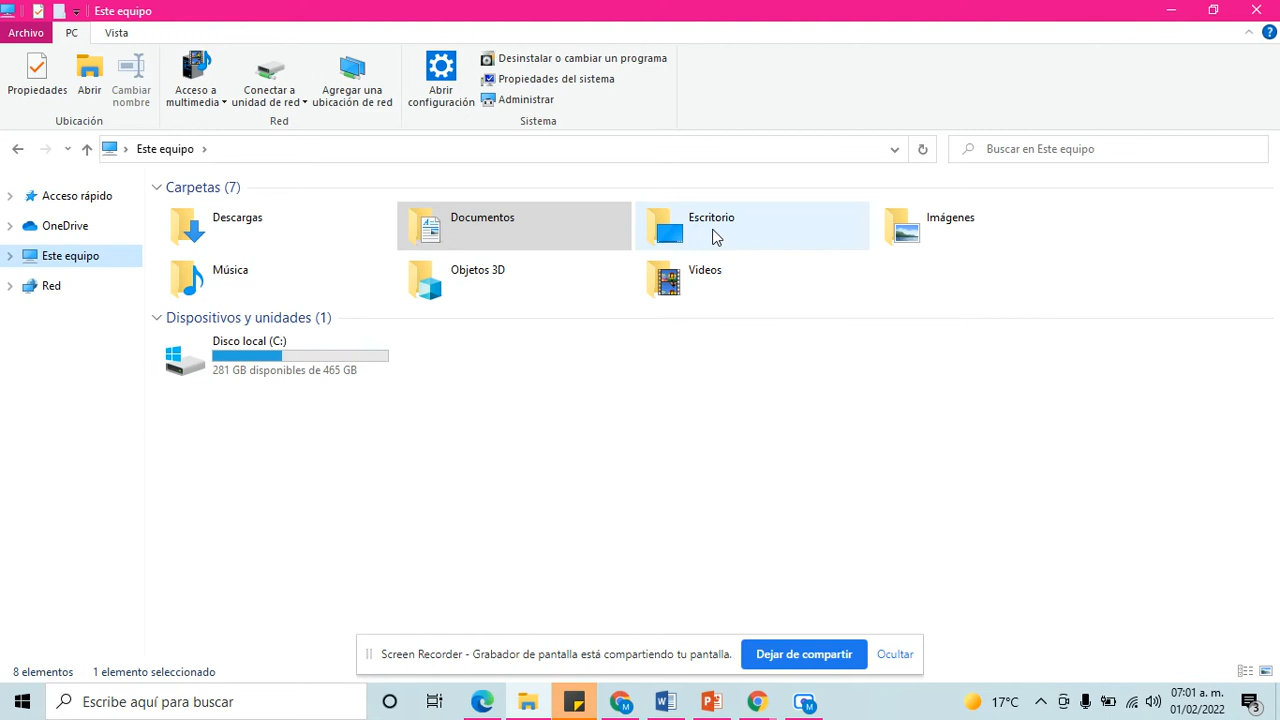 Este equipo
Archivo
PC
Vista
Propiedades
Abrir
Cambiar
nombre
Ubicación
Acceso a
multimedia
Conectar a
unidad de red
Agregar una
ubicación de red
Red
Abrir
configuración
Desinstalar o cambiar un programa
Propiedades del sistema
Administrar
Sistema
Este equipo
Buscar en Este equipo
Acceso rápido
OneDrive
Este equipo
Red
Carpetas (7)
Descargas
Documentos
Escritorio
Imágenes
Música
Objetos 3D
Videos
Dispositivos y unidades (1)
Disco local (C:)
281 GB disponibles de 465 GB
Screen Recorder - Grabador de pantalla está compartiendo tu pantalla.
Dejar de compartir
Ocultar
8 elementos
1 elemento seleccionado
Escribe aquí para buscar
17°C
07:01 a. m.
01/02/2022
3